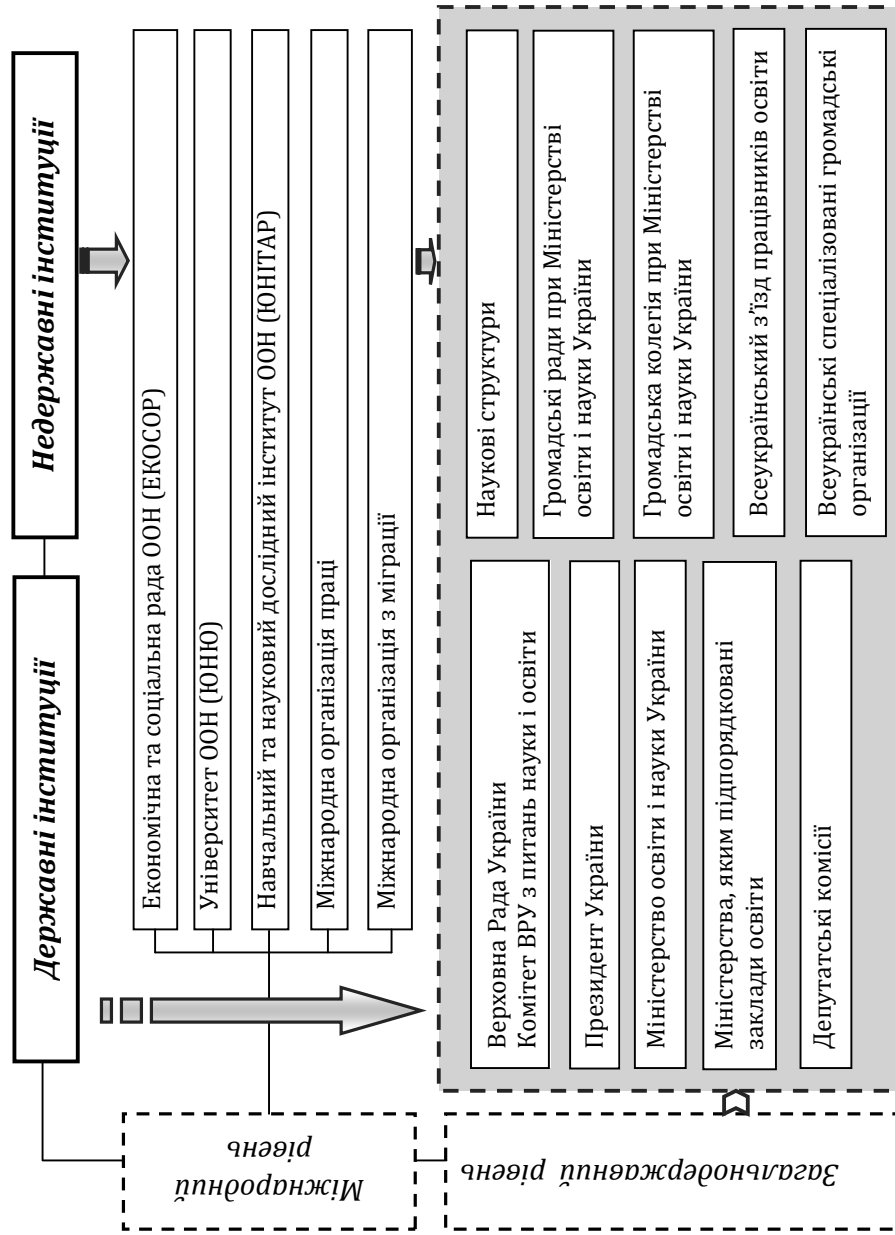 Державні інституції
Недержавні інституції
Міжнародний
рівень
Економічна та соціальна рада ООН (ЕКОСОР)
Університет ООН (ЮНЮ)
Навчальний та науковий дослідний інститут ООН (ЮНІТАР)
Міжнародна організація праці
Міжнародна організація з міграції
Загальнодержавний
рівень
Верховна Рада України
Комітет ВРУ з питань науки і освіти
Президент України
Міністерство освіти і науки України
Міністерства, яким підпорядковані
заклади освіти
Депутатські комісії
Наукові структури
Громадські ради при Міністерстві
освіти і науки України
Громадська колегія при Міністерстві
освіти і науки України
Всеукраїнський з’їзд працівників освіти
Всеукраїнські спеціалізовані громадські
організації